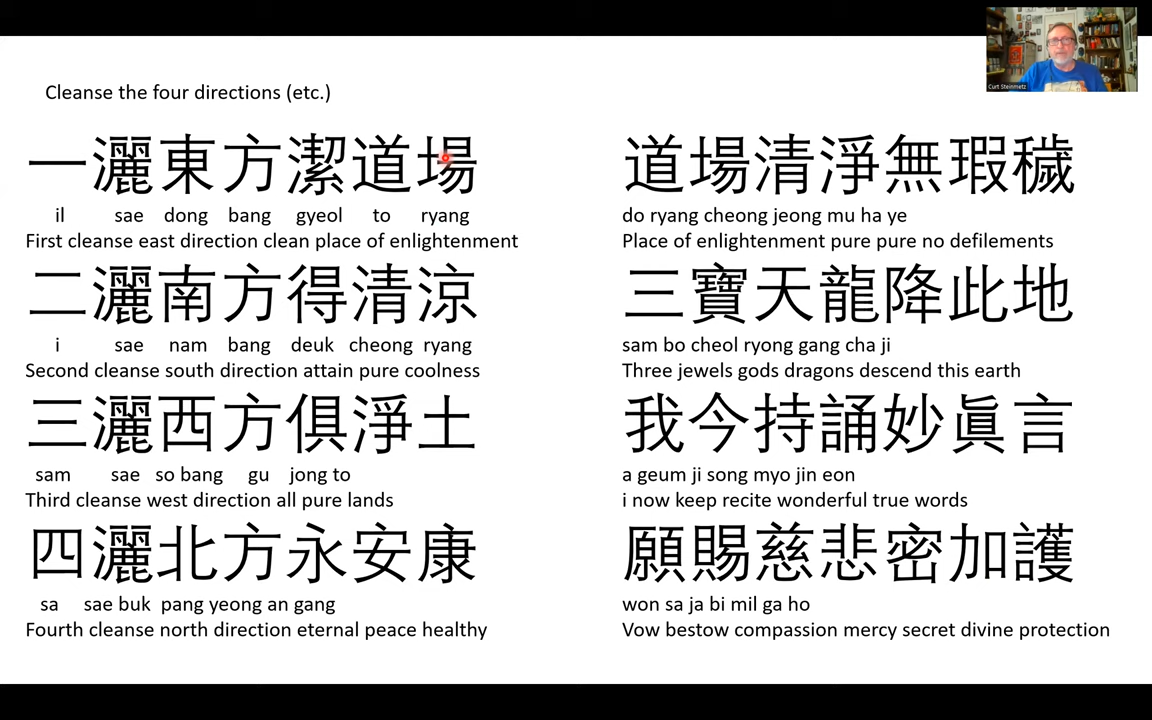 Cleanse the four directions (etc.)
一灑東方潔道場
il sae dong bang gyeol to ryang
First cleanse east direction clean place of enlightenment
二灑南方得清涼
i sae nam bang deuk cheong ryang
Second cleanse south direction attain pure coolness
三灑西方俱淨土
sam sae so bang gu jong to
Third cleanse west direction all pure lands
四灑北方永安康
sa sae buk pang yeong an gang
Fourth cleanse north direction eternal peace healthy
道場清淨無瑕穢
do ryang cheong jeong mu ha ye
Place of enlightenment pure pure no defilements
三寶天龍降此地
sam bo cheol ryong gang cha ji
Three jewels gods dragons descend this earth
我今持誦妙眞言
a geum ji song myo jin eon
i now keep recite wonderful true words
願賜慈悲密加護
won sa ja bi mil ga ho
Vow bestow compassion mercy secret divine protection
Curt Steinmetz